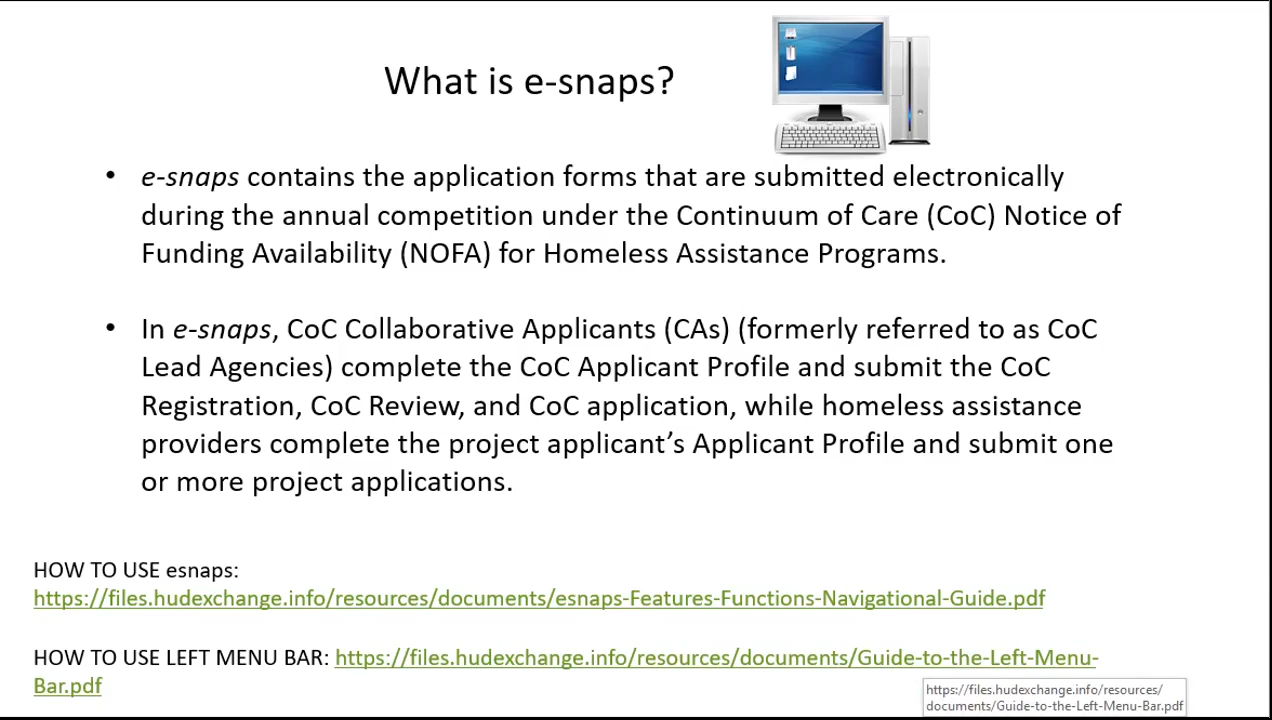 What is e-snaps?
• e-snaps contains the application forms that are submitted electronically
during the annual competition under the Continuum of Care (CoC) Notice of
Funding Availability (NOFA) for Homeless Assistance Programs.
• In e-snaps, CoC Collaborative Applicants (CAs) (formerly referred to as CoC
Lead Agencies) complete the CoC Applicant Profile and submit the CoC
Registration, CoC Review, and CoC application, while homeless assistance
providers complete the project applicant’s Applicant Profile and submit one
or more project applications.
HOW TO USE esnaps:
https://files.hudexchange.info/resources/documents/esnaps-Features-Functions-Navigational-Guide.pdf
HOW TO USE LEFT MENU BAR: https://files.hudexchange.info/resources/documents/Guide-to-the-Left-Menu-
Bar.pdf
https://files.hudexchange.info/resources/
documents/Guide-to-the-Left-Menu-Bar.pdf